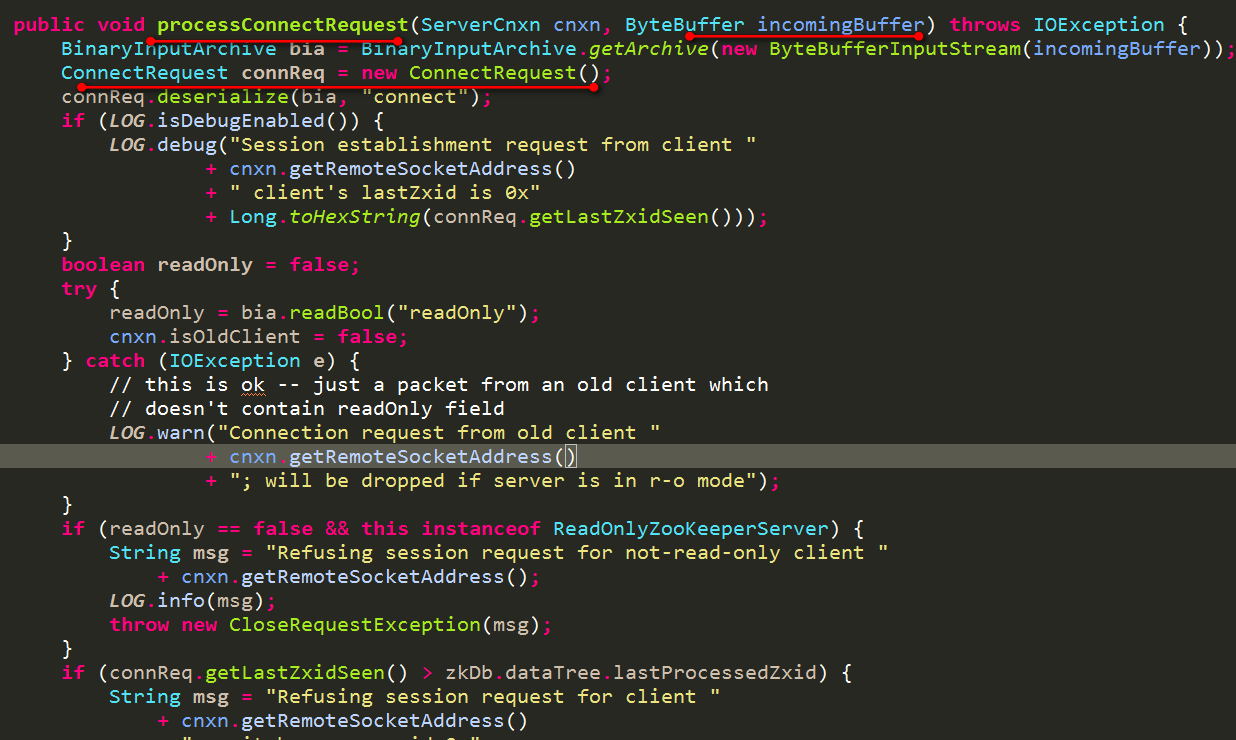 public void processConnectRequest(ServerCnxn cnxn, ByteBuffer incomingBuffer) throws IOException {
    BinaryInputArchive bia = BinaryInputArchive.getArchive(new ByteBufferInputStream(incomingBuffer));
    ConnectRequest connReq = new ConnectRequest();
    connReq.deserialize(bia, "connect");
    if (LOG.isDebugEnabled()) {
        LOG.debug("Session establishment request from client "
                + cnxn.getRemoteSocketAddress()
                + " client's lastZxid is 0x"
                + Long.toHexString(connReq.getLastZxidSeen()));
    }
    boolean readOnly = false;
    try {
        readOnly = bia.readBool("readOnly");
        cnxn.isOldClient = false;
    } catch (IOException e) {
        // this is ok -- just a packet from an old client which
        // doesn't contain readOnly field
        LOG.warn("Connection request from old client "
                + cnxn.getRemoteSocketAddress()
                + "; will be dropped if server is in r-o mode");
    }
    if (readOnly == false && this instanceof ReadOnlyZooKeeperServer) {
        String msg = "Refusing session request for not-read-only client "
            + cnxn.getRemoteSocketAddress();
        LOG.info(msg);
        throw new CloseRequestException(msg);
    }
    if (connReq.getLastZxidSeen() > zkDb.dataTree.lastProcessedZxid) {
        String msg = "Refusing session request for client "
            + cnxn.getRemoteSocketAddress()